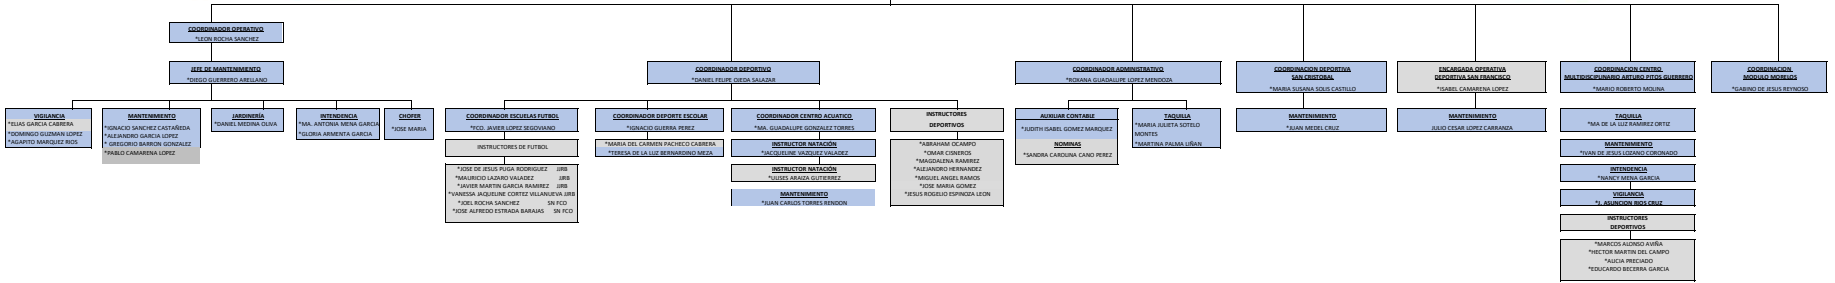 COORDINADOR OPERATIVO
*LEON ROCHA SANCHEZ
JEFE DE MANTENIMIENTO
*DIEGO GUERRERO ARELLANO
VIGILANCIA
*ELIAS GARCIA CABRERA
*DOMINGO GUZMAN LOPEZ
*AGAPITO MARQUEZ RIOS
MANTENIMIENTO
*IGNACIO SANCHEZ CASTAÑEDA
*ALEJANDRO GARCIA LOPEZ
* GREGORIO BARRON GONZALEZ
*PABLO CAMARENA LOPEZ
JARDINERÍA
*DANIEL MEDINA OLIVA
INTENDENCIA
*MA. ANTONIA MENA GARCIA
*GLORIA ARMENTA GARCIA
CHOFER
*JOSE MARIA
COORDINADOR DEPORTIVO
*DANIEL FELIPE OJEDA SALAZAR
COORDINADOR ESCUELAS FUTBOL
*FCO. JAVIER LOPEZ SEGOVIANO
INSTRUCTORES DE FUTBOL
*JOSE DE JESUS PUGA RODRIGUEZ JJRB
*MAURICIO LAZARO VALADEZ JJRB
*JAVIER MARTIN GARCIA RAMIREZ JJRB
*VANESSA JAQUELINE CORTEZ VILLANUEVA JJRB
*JOEL ROCHA SANCHEZ SN FCO
*JOSE ALFREDO ESTRADA BARAJAS SN FCO
COORDINADOR DEPORTE ESCOLAR
*IGNACIO GUERRA PEREZ
*MARIA DEL CARMEN PACHECO CABRERA
*TERESA DE LA LUZ BERNARDINO MEZA
COORDINADOR CENTRO ACUATICO
*MA. GUADALUPE GONZALEZ TORRES
INSTRUCTOR NATACIÓN
*JACQUELINE VAZQUEZ VALADEZ
INSTRUCTOR NATACIÓN
*ULISES ARAIZA GUTIERREZ
MANTENIMIENTO
*JUAN CARLOS TORRES RENDON
INSTRUCTORES
DEPORTIVOS
*ABRAHAM OCAMPO
*OMAR CISNEROS
*MAGDALENA RAMIREZ
*ALEJANDRO HERNANDEZ
*MIGUEL ANGEL RAMOS
*JOSE MARIA GOMEZ
*JESUS ROGELIO ESPINOZA LEON
COORDINADOR ADMINISTRATIVO
*ROXANA GUADALUPE LOPEZ MENDOZA
AUXILIAR CONTABLE
*JUDITH ISABEL GOMEZ MARQUEZ
NOMINAS
*SANDRA CAROLINA CANO PEREZ
TAQUILLA
*MARIA JULIETA SOTELO
MONTES
*MARTINA PALMA LIÑAN
COORDINACION DEPORTIVA
SAN CRISTOBAL
*MARIA SUSANA SOLIS CASTILLO
MANTENIMIENTO
*JUAN MEDEL CRUZ
ENCARGADA OPERATIVA
DEPORTIVA SAN FRANCISCO
*ISABEL CAMARENA LOPEZ
MANTENIMIENTO
JULIO CESAR LOPEZ CARRANZA
COORDINACION CENTRO
MULTIDISCPLINARIO ARTURO PITOS GUERRERO
*MARIO ROBERTO MOLINA
TAQUILLA
*MA DE LA LUZ RAMIREZ ORTIZ
MANTENIMIENTO
*IVAN DE JESUS LOZANO CORONADO
INTENDENCIA
*NANCY MENA GARCIA
VIGILANCIA
*J. ASUNCION RIOS CRUZ
INSTRUCTORES
DEPORTIVOS
*MARCOS ALONSO AVIÑA
*HECTOR MARTIN DEL CAMPO
*ALICIA PRECIADO
*EDUCARDO BECERRA GARCIA
COORDINACION
MODULO MORELOS
*GABINO DE JESUS REYNOSO